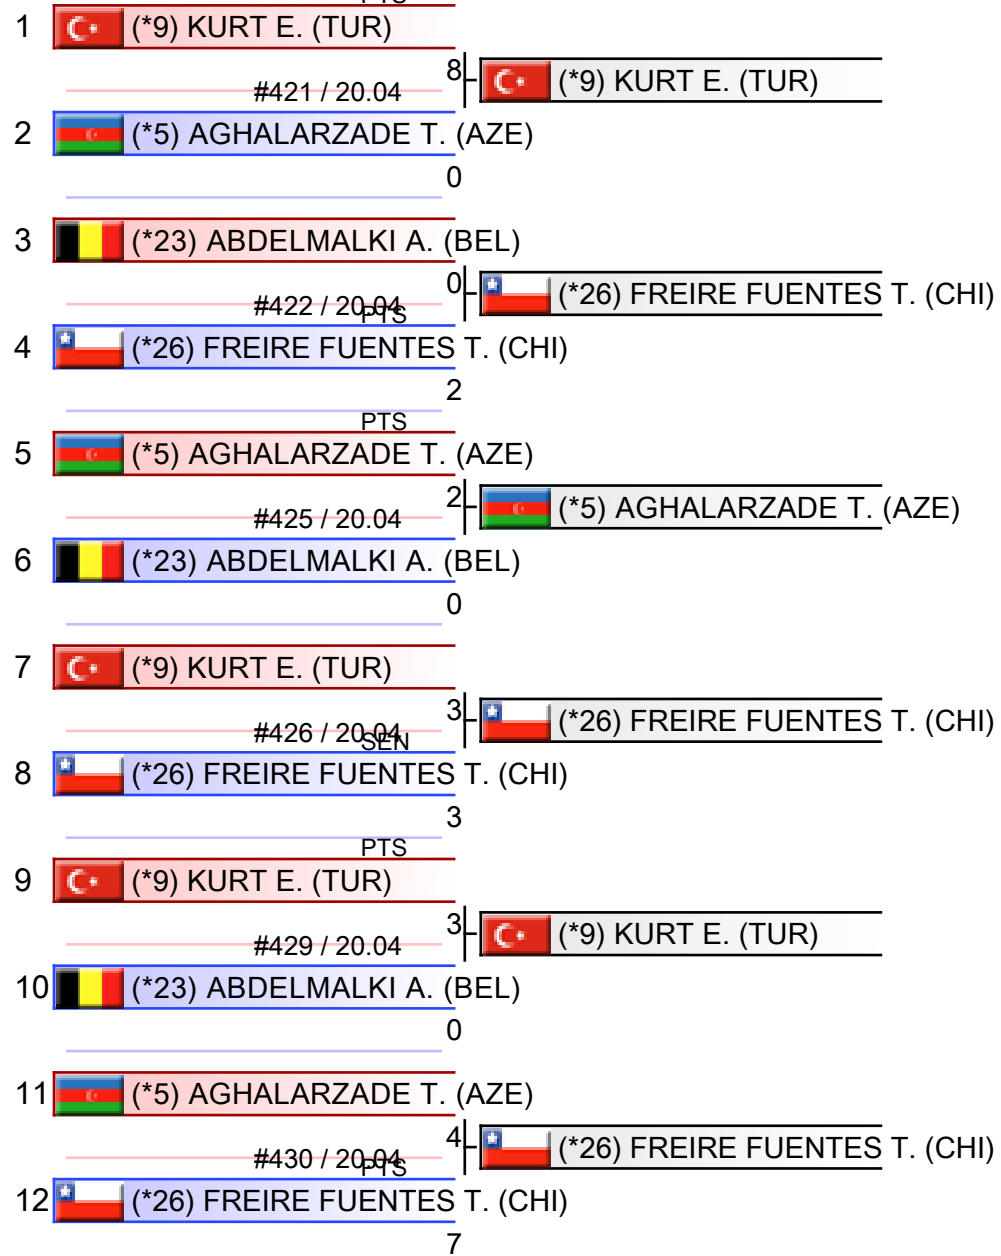 PTS
1 (*9) KURT E. (TUR)
8 (*9) KURT E. (TUR)
#421 / 20.04
2 (*5) AGHALARZADE T. (AZE)
0
3 (*23) ABDELMALKI A. (BEL)
0 (*26) FREIRE FUENTES T. (CHI)
#422 / 20.04
PTS
4 (*26) FREIRE FUENTES T. (CHI)
2
PTS
5 (*5) AGHALARZADE T. (AZE)
2 (*5) AGHALARZADE T. (AZE)
#425 / 20.04
6 (*23) ABDELMALKI A. (BEL)
0
7 (*9) KURT E. (TUR)
3 (*26) FREIRE FUENTES T. (CHI)
#426 / 20.04
SEN
8 (*26) FREIRE FUENTES T. (CHI)
3
PTS
9 (*9) KURT E. (TUR)
3 (*9) KURT E. (TUR)
#429 / 20.04
10 (*23) ABDELMALKI A. (BEL)
0
11 (*5) AGHALARZADE T. (AZE)
4 (*26) FREIRE FUENTES T. (CHI)
#430 / 20.04
PTS
12 (*26) FREIRE FUENTES T. (CHI)
7